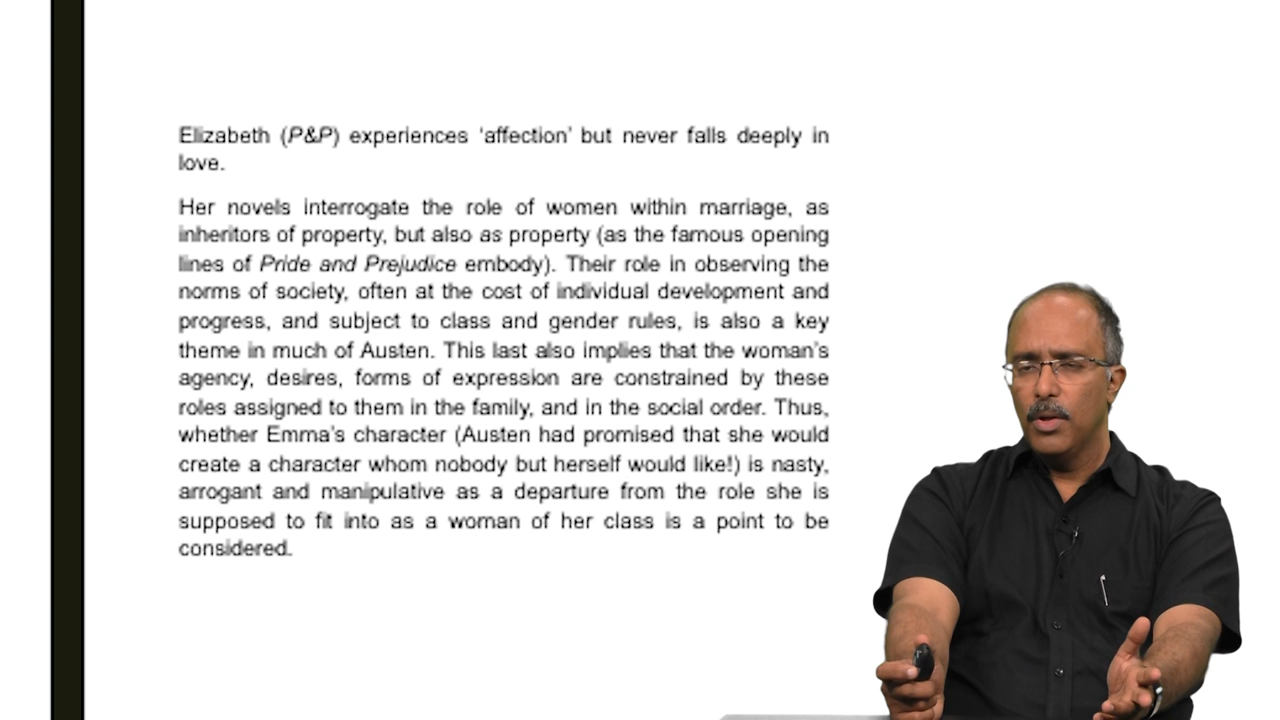 Elizabeth (P&P) experiences ‘affection’ but never falls deeply in
love.
Her novels interrogate the role of women within marriage, as
inheritors of property, but also as property (as the famous opening
lines of Pride and Prejudice embody). Their role in observing the
norms of society, often at the cost of individual development and
progress, and subject to class and gender rules, is also a key
theme in much of Austen. This last also implies that the woman’s
agency, desires, forms of expression are constrained by these
roles assigned to them in the family, and in the social order. Thus,
whether Emma’s character (Austen had promised that she would
create a character whom nobody but herself would like!) is nasty,
arrogant and manipulative as a departure from the role she is
supposed to fit into as a woman of her class is a point to be
considered.